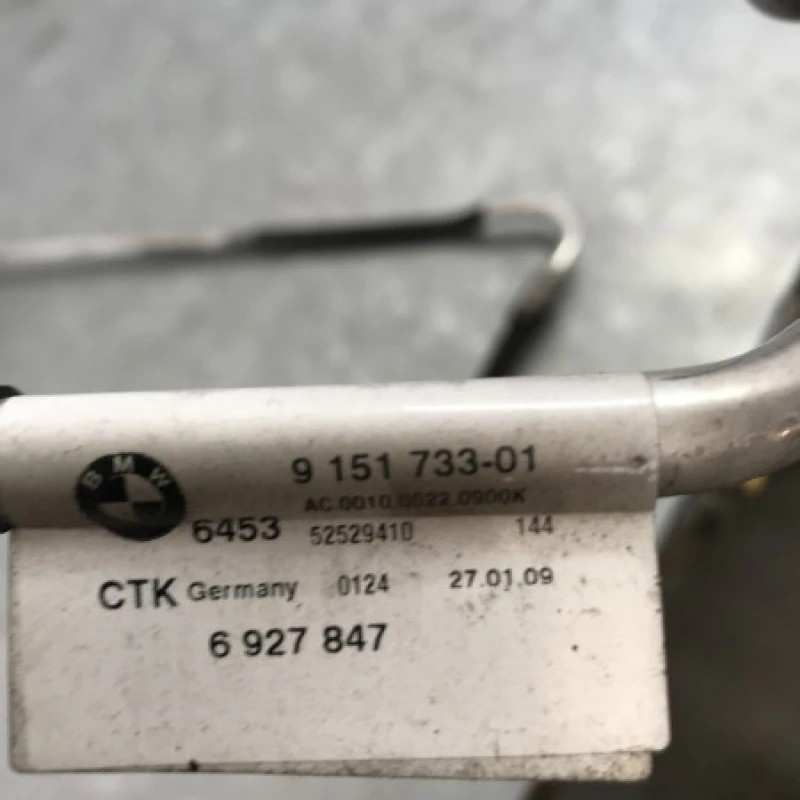 BMW
9 151 733-01
AC.0010.0622.0900K
6453 52529410 144
CTK Germany 0124 27.01.09
6 927 847